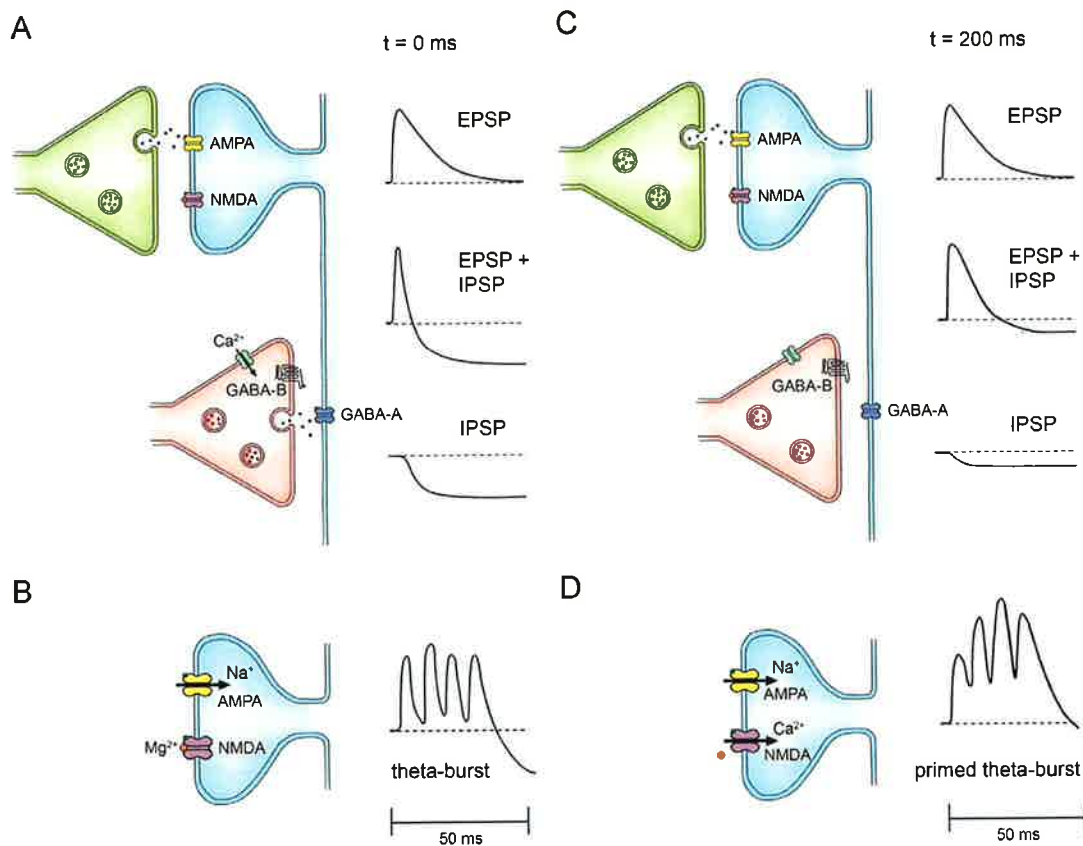 A
t = 0 ms
EPSP
AMPA
NMDA
EPSP +
IPSP
Ca²⁺
GABA-B
GABA-A
IPSP
B
Na⁺
AMPA
Mg²⁺
NMDA
theta-burst
50 ms
C
t = 200 ms
EPSP
AMPA
NMDA
EPSP +
IPSP
GABA-B
GABA-A
IPSP
D
Na⁺
AMPA
Ca²⁺
NMDA
primed theta-burst
50 ms